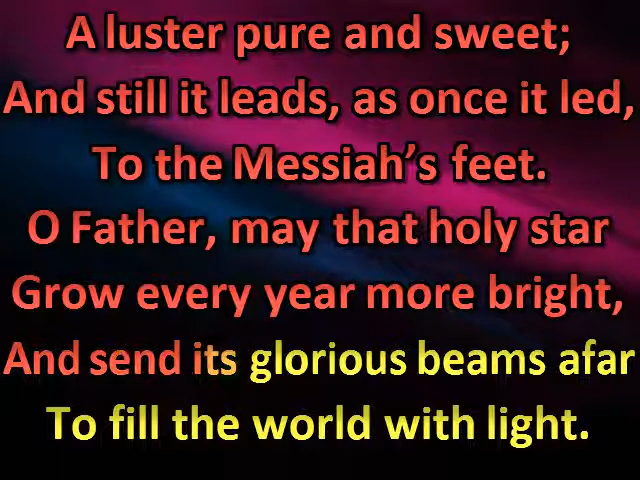 A luster pure and sweet;
And still it leads, as once it led,
To the Messiah’s feet.
O Father, may that holy star
Grow every year more bright,
And send its glorious beams afar
To fill the world with light.